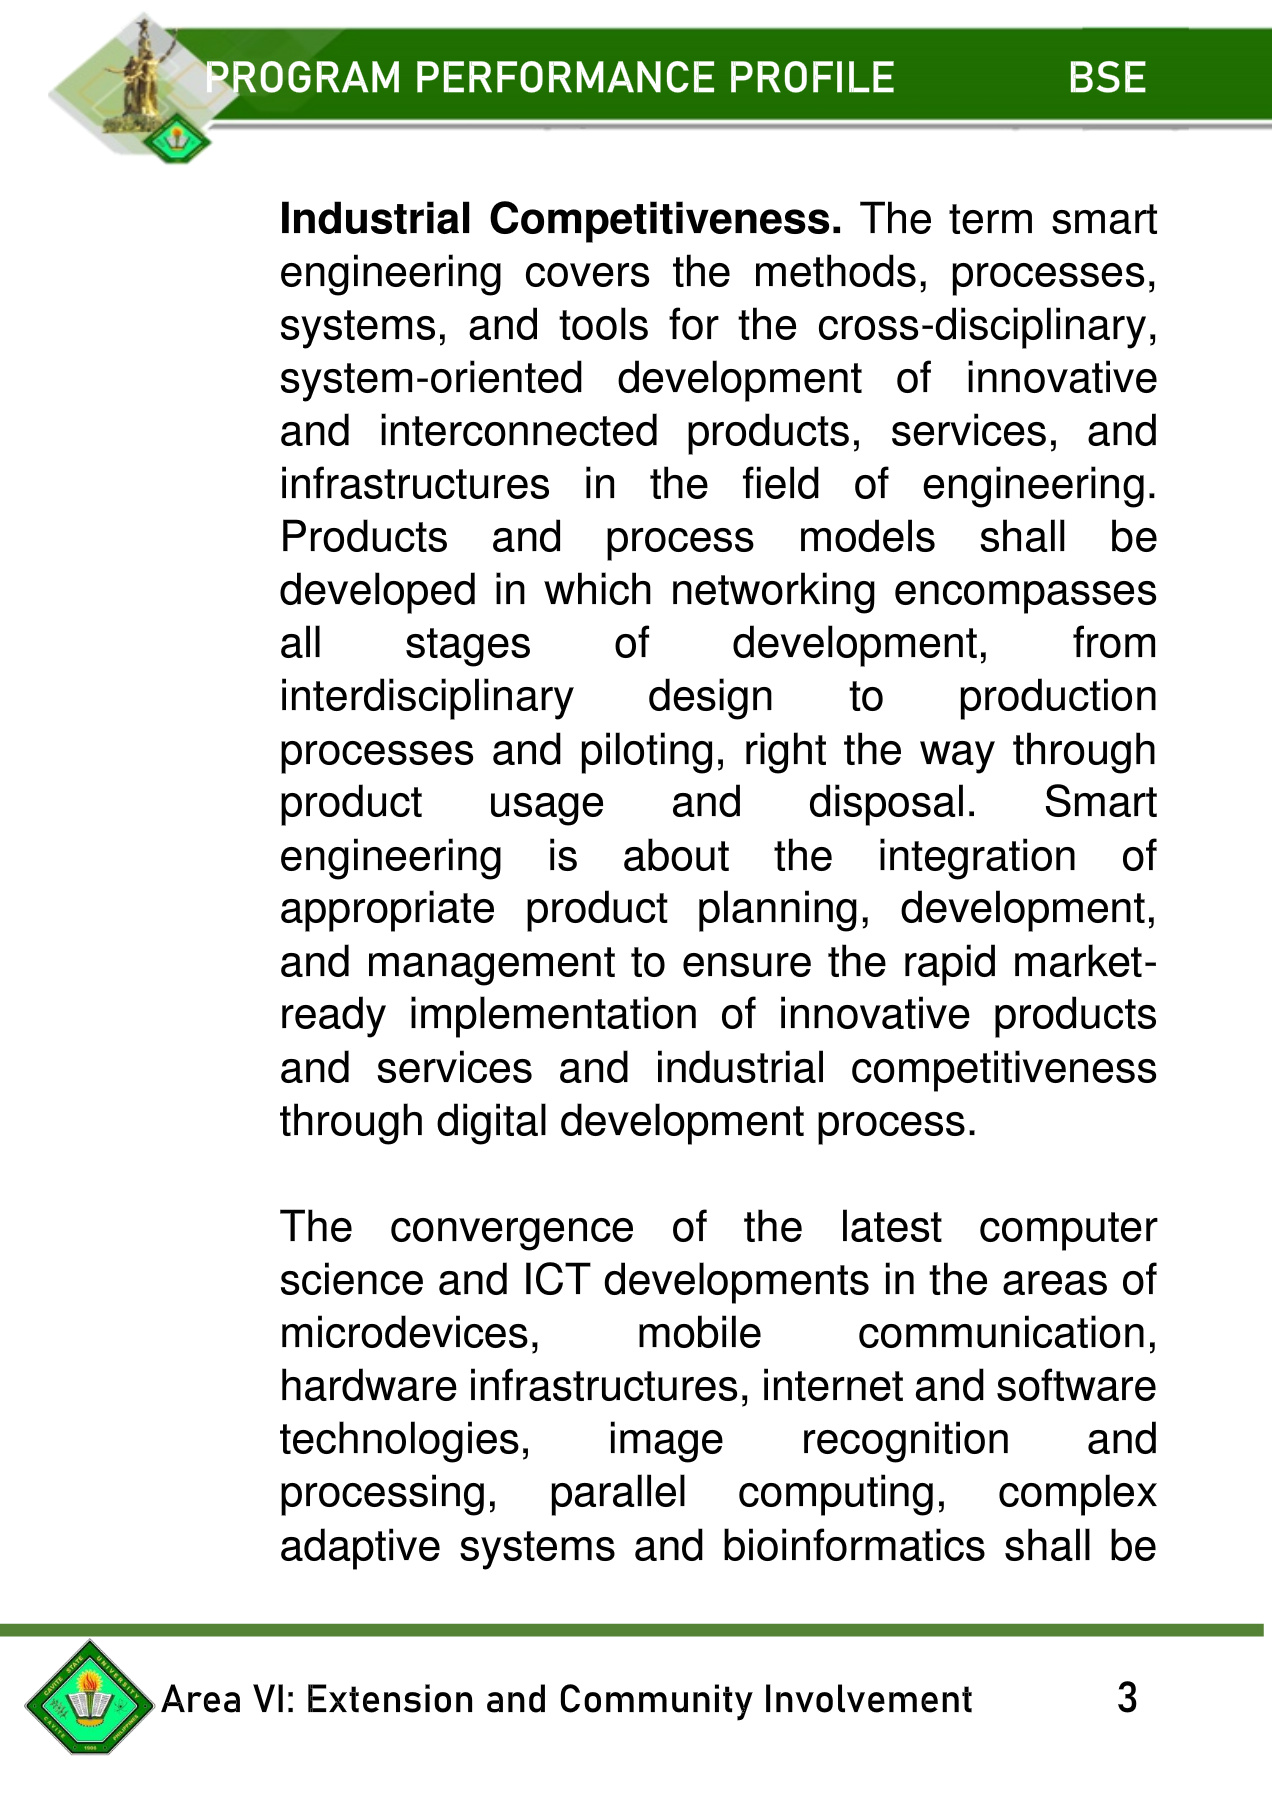 PROGRAM PERFORMANCE PROFILE BSE
Industrial Competitiveness. The term smart
engineering covers the methods, processes,
systems, and tools for the cross-disciplinary,
system-oriented development of innovative
and interconnected products, services, and
infrastructures in the field of engineering.
Products and process models shall be
developed in which networking encompasses
all stages of development, from
interdisciplinary design to production
processes and piloting, right the way through
product usage and disposal. Smart
engineering is about the integration of
appropriate product planning, development,
and management to ensure the rapid market-
ready implementation of innovative products
and services and industrial competitiveness
through digital development process.
The convergence of the latest computer
science and ICT developments in the areas of
microdevices, mobile communication,
hardware infrastructures, internet and software
technologies, image recognition and
processing, parallel computing, complex
adaptive systems and bioinformatics shall be
CAVITE STATE UNIVERSITY
CAVITE
PHILIPPINES
1906
Area VI: Extension and Community Involvement 3